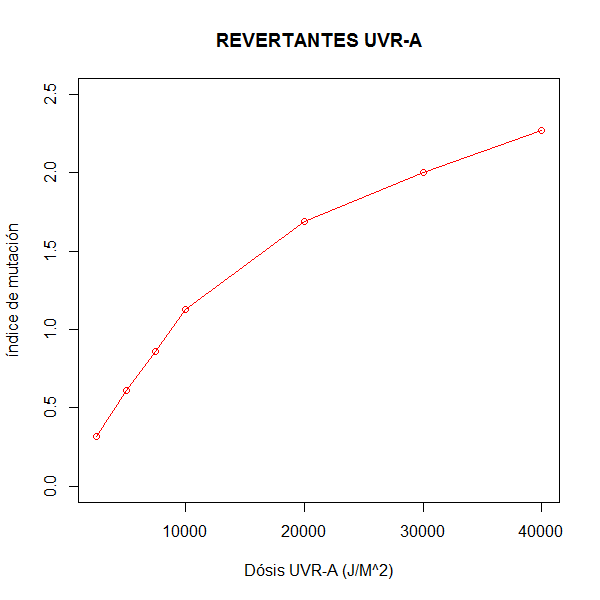 REVERTANTES UVR-A
índice de mutación
2.5
2.0
1.5
1.0
0.5
0.0
10000 20000 30000 40000
Dósis UVR-A (J/M^2)